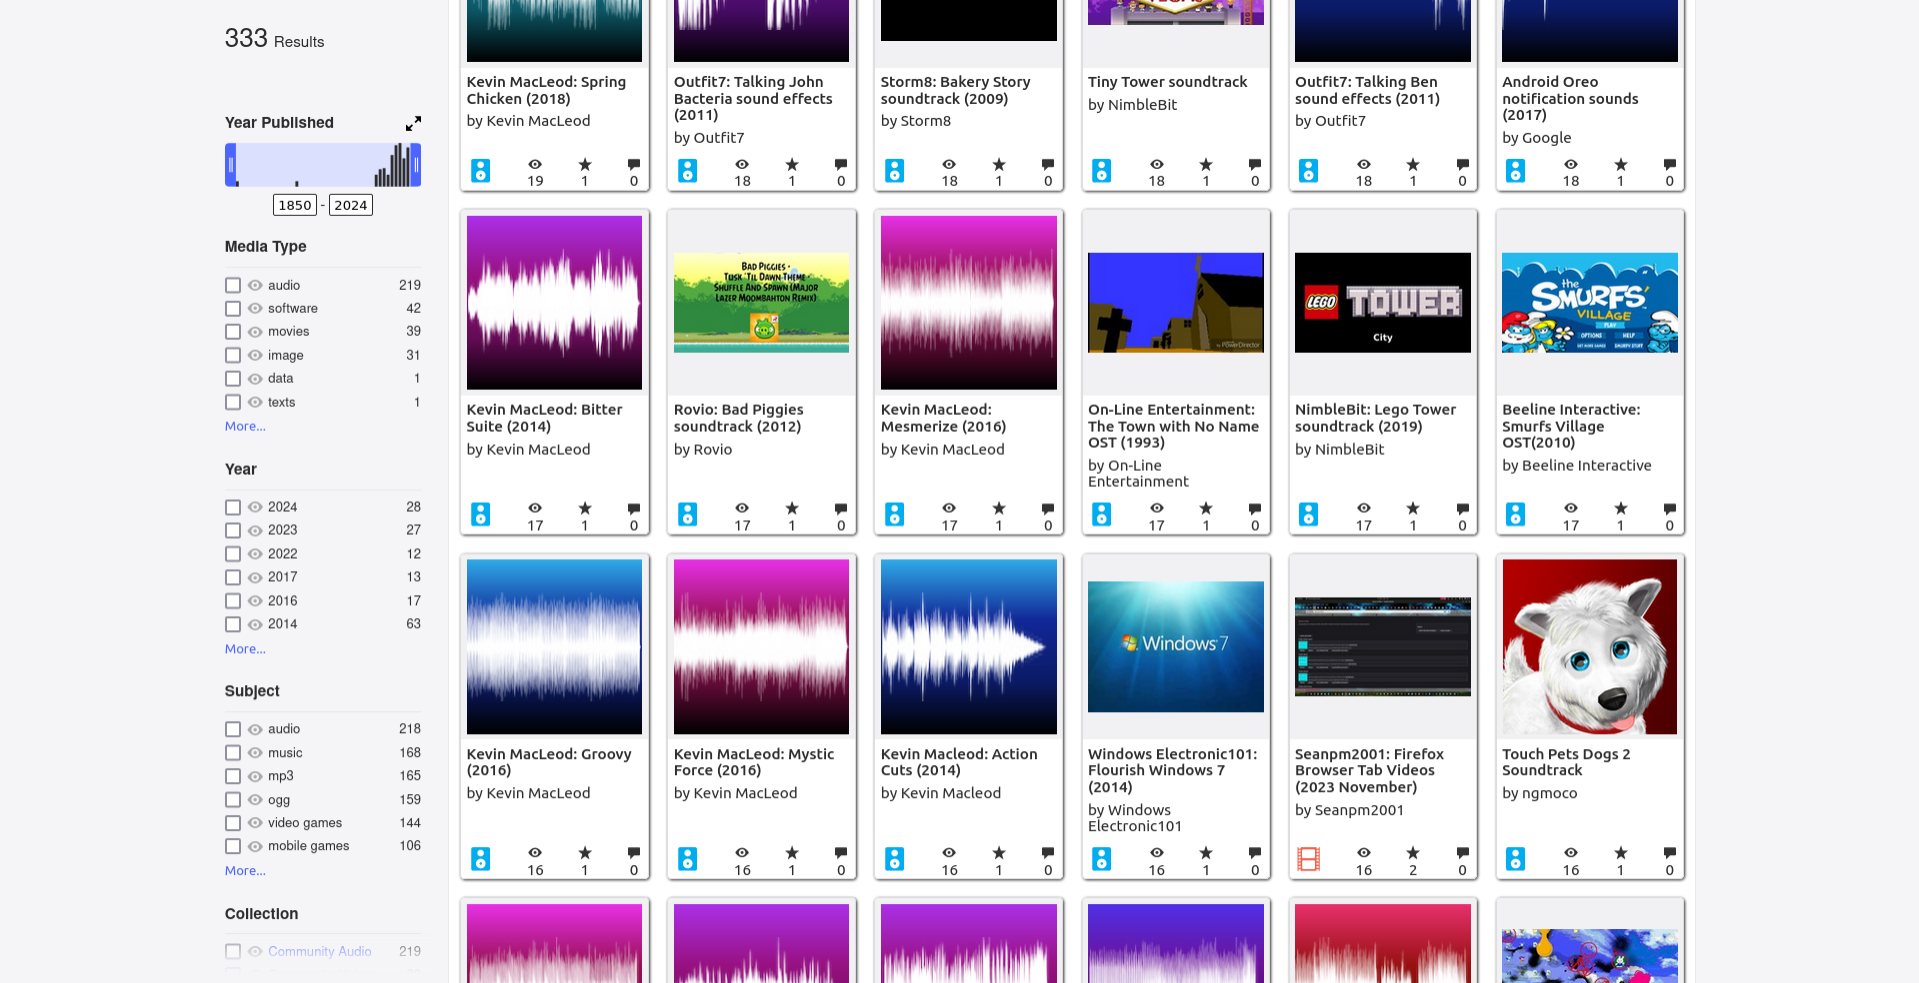 333 Results
Year Published
1850 - 2024
Media Type
audio 219
software 42
movies 39
image 31
data 1
texts 1
More...
Year
2024 28
2023 27
2022 12
2017 13
2016 17
2014 63
More...
Subject
audio 218
music 168
mp3 165
ogg 159
video games 144
mobile games 106
More...
Collection
Community Audio 219
Kevin MacLeod: Spring
Chicken (2018)
by Kevin MacLeod
19 1 0
Outfit7: Talking John
Bacteria sound effects
(2011)
by Outfit7
18 1 0
Storm8: Bakery Story
soundtrack (2009)
by Storm8
18 1 0
Tiny Tower soundtrack
by NimbleBit
18 1 0
Outfit7: Talking Ben
sound effects (2011)
by Outfit7
18 1 0
Android Oreo
notification sounds
(2017)
by Google
18 1 0
Kevin MacLeod: Bitter
Suite (2014)
by Kevin MacLeod
17 1 0
Bad Piggies -
Tusk 'Til Dawn Theme -
Shuffle And Spawn (Major
Lazer Moombahton Remix)
Rovio: Bad Piggies
soundtrack (2012)
by Rovio
17 1 0
Kevin MacLeod:
Mesmerize (2016)
by Kevin MacLeod
17 1 0
by PowerDirector
On-Line Entertainment:
The Town with No Name
OST (1993)
by On-Line
Entertainment
17 1 0
LEGO TOWER
City
NimbleBit: Lego Tower
soundtrack (2019)
by NimbleBit
17 1 0
the
SMURFS'
VILLAGE
PLAY
OPTIONS HELP
Beeline Interactive:
Smurfs Village
OST(2010)
by Beeline Interactive
17 1 0
Kevin MacLeod: Groovy
(2016)
by Kevin MacLeod
16 1 0
Kevin MacLeod: Mystic
Force (2016)
by Kevin MacLeod
16 1 0
Kevin Macleod: Action
Cuts (2014)
by Kevin Macleod
16 1 0
Windows 7
Windows Electronic101:
Flourish Windows 7
(2014)
by Windows
Electronic101
16 1 0
Seanpm2001: Firefox
Browser Tab Videos
(2023 November)
by Seanpm2001
16 2 0
Touch Pets Dogs 2
Soundtrack
by ngmoco
16 1 0